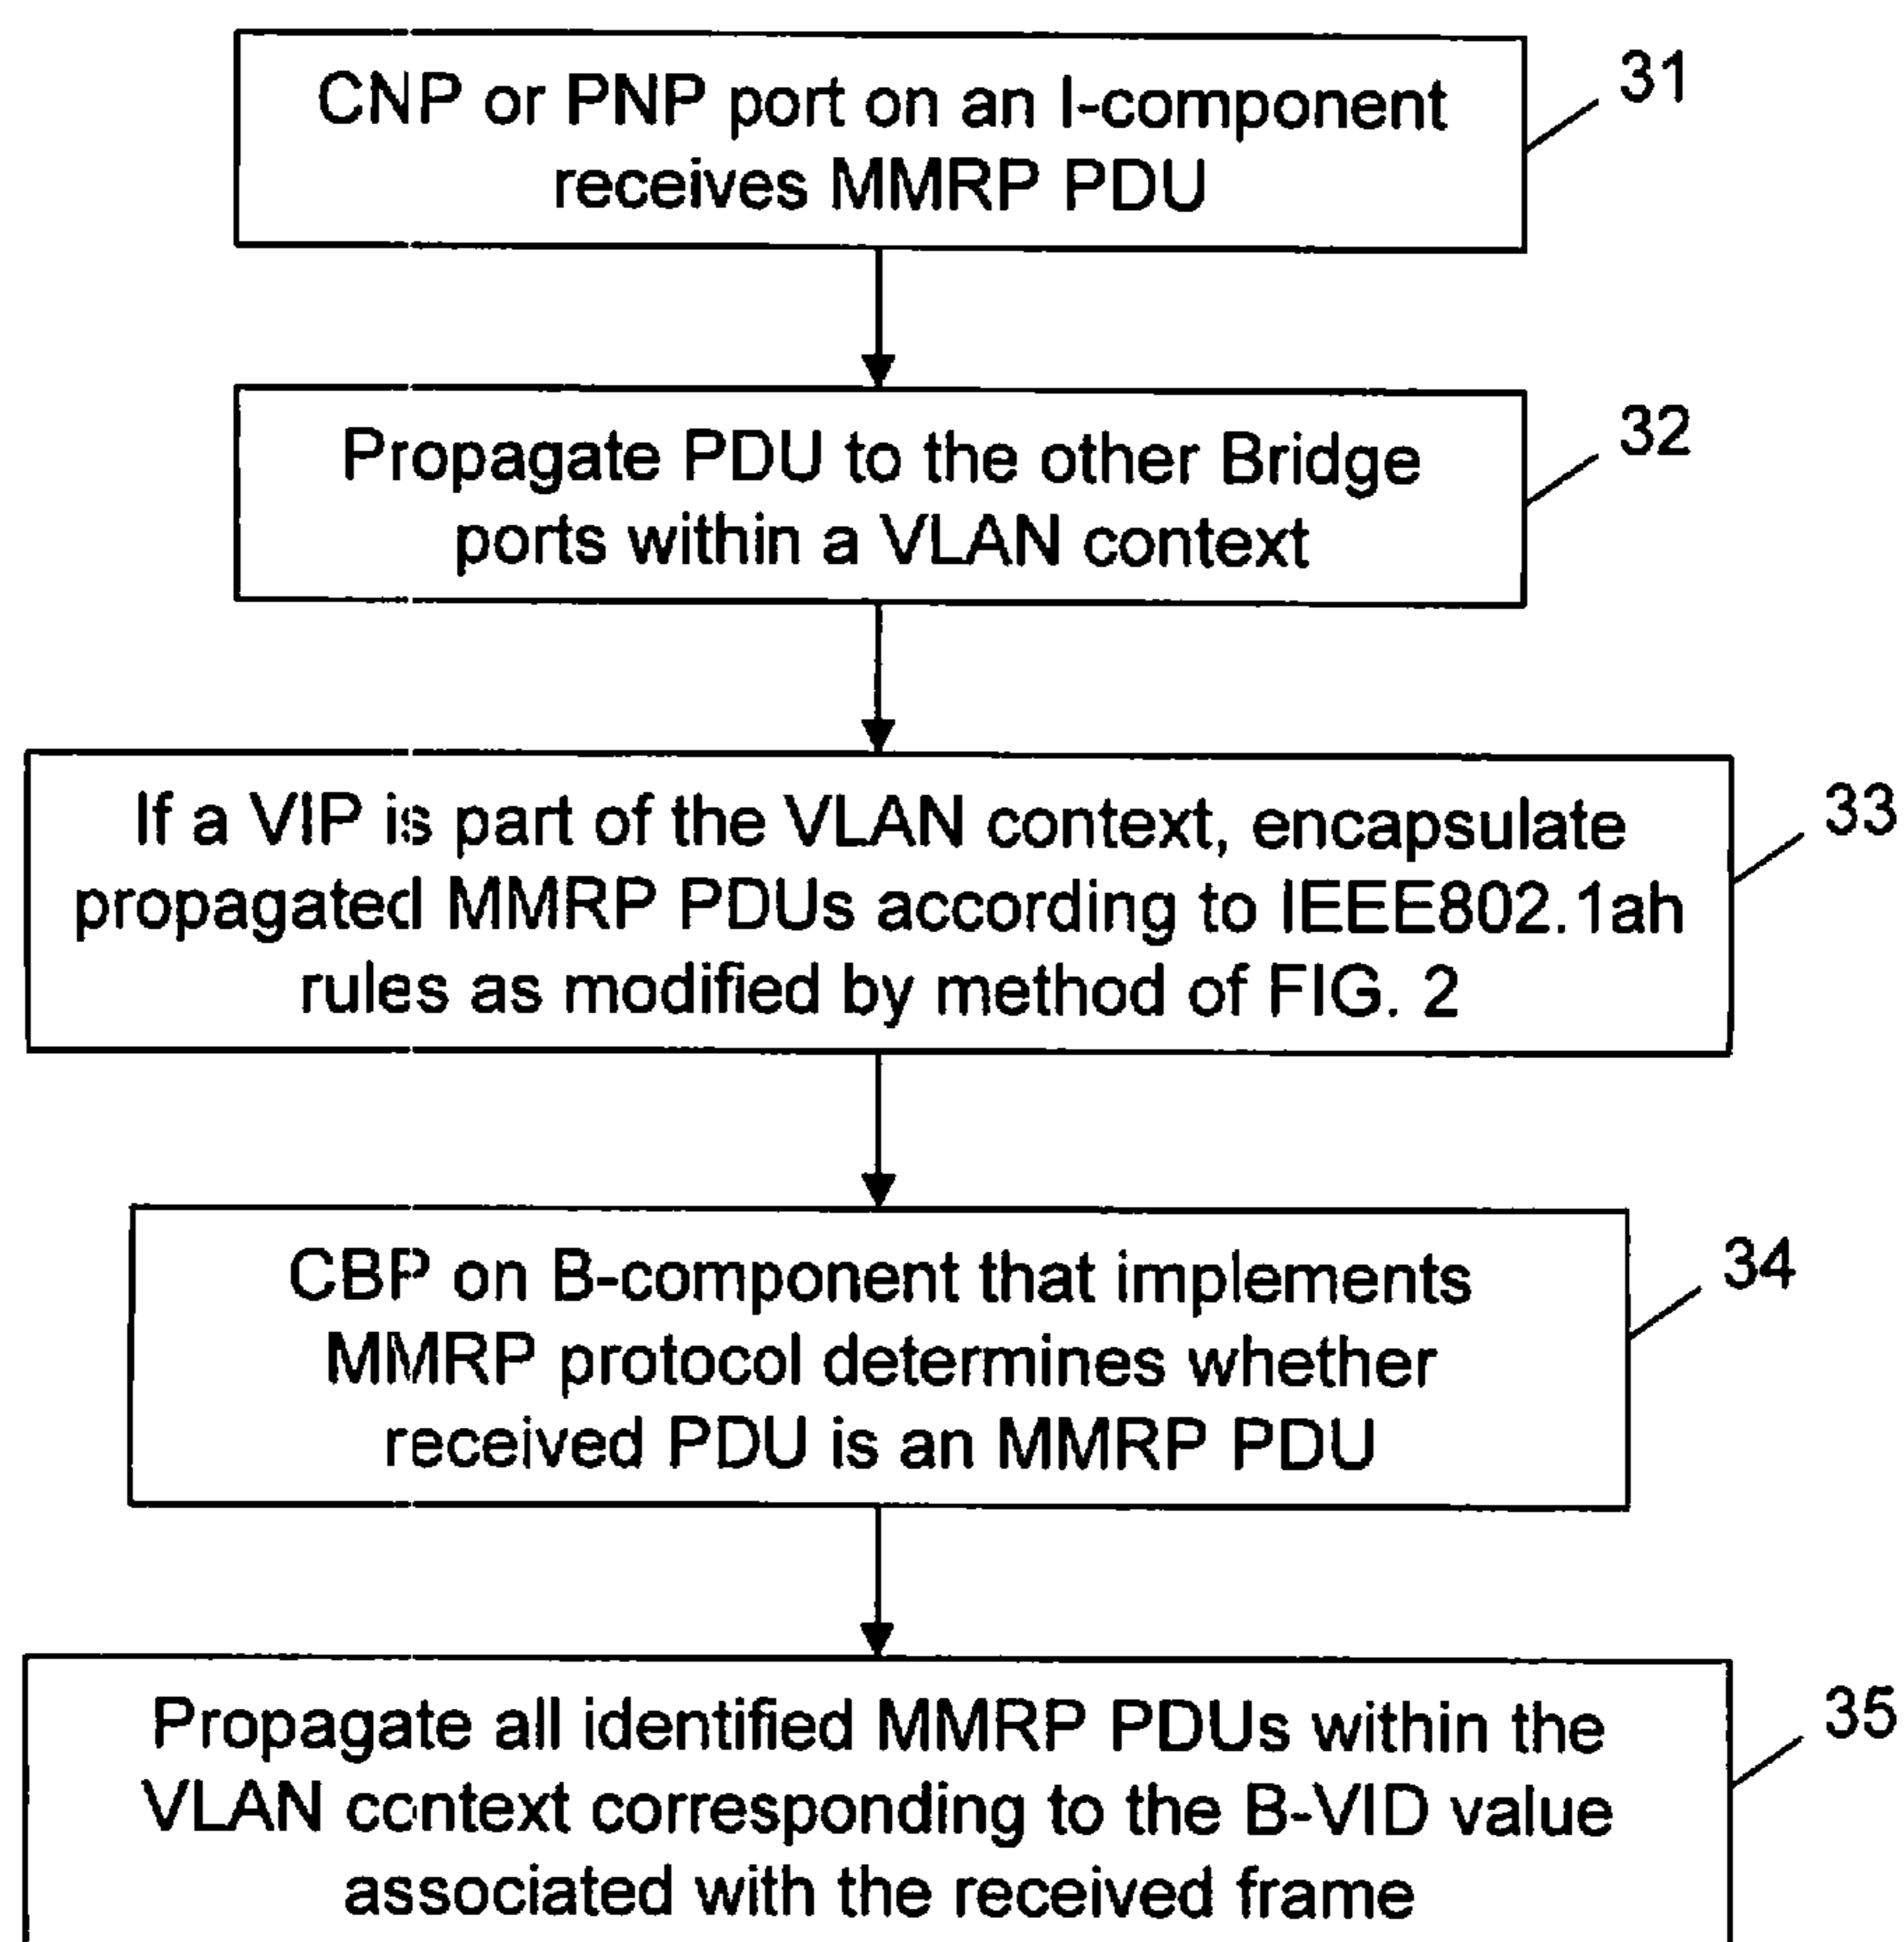 CNP or PNP port on an I-component
receives MMRP PDU
31
Propagate PDU to the other Bridge
ports within a VLAN context
32
If a VIP is part of the VLAN context, encapsulate
propagated MMRP PDUs according to IEEE802.1ah
rules as modified by method of FIG. 2
33
CBP on B-component that implements
MMRP protocol determines whether
received PDU is an MMRP PDU
34
Propagate all identified MMRP PDUs within the
VLAN context corresponding to the B-VID value
associated with the received frame
35